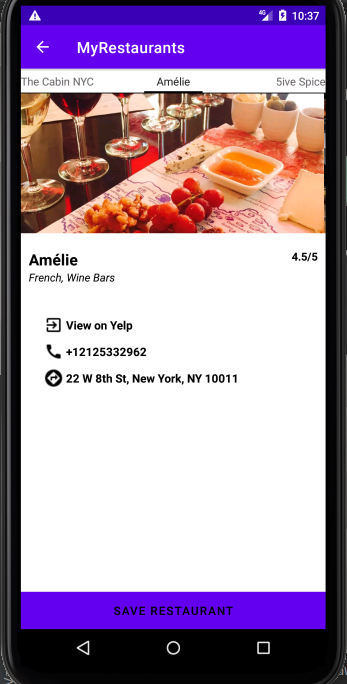 4G 10:37
MyRestaurants
The Cabin NYC Amélie 5ive Spice
Amélie 4.5/5
French, Wine Bars
View on Yelp
+12125332962
22 W 8th St, New York, NY 10011
SAVE RESTAURANT